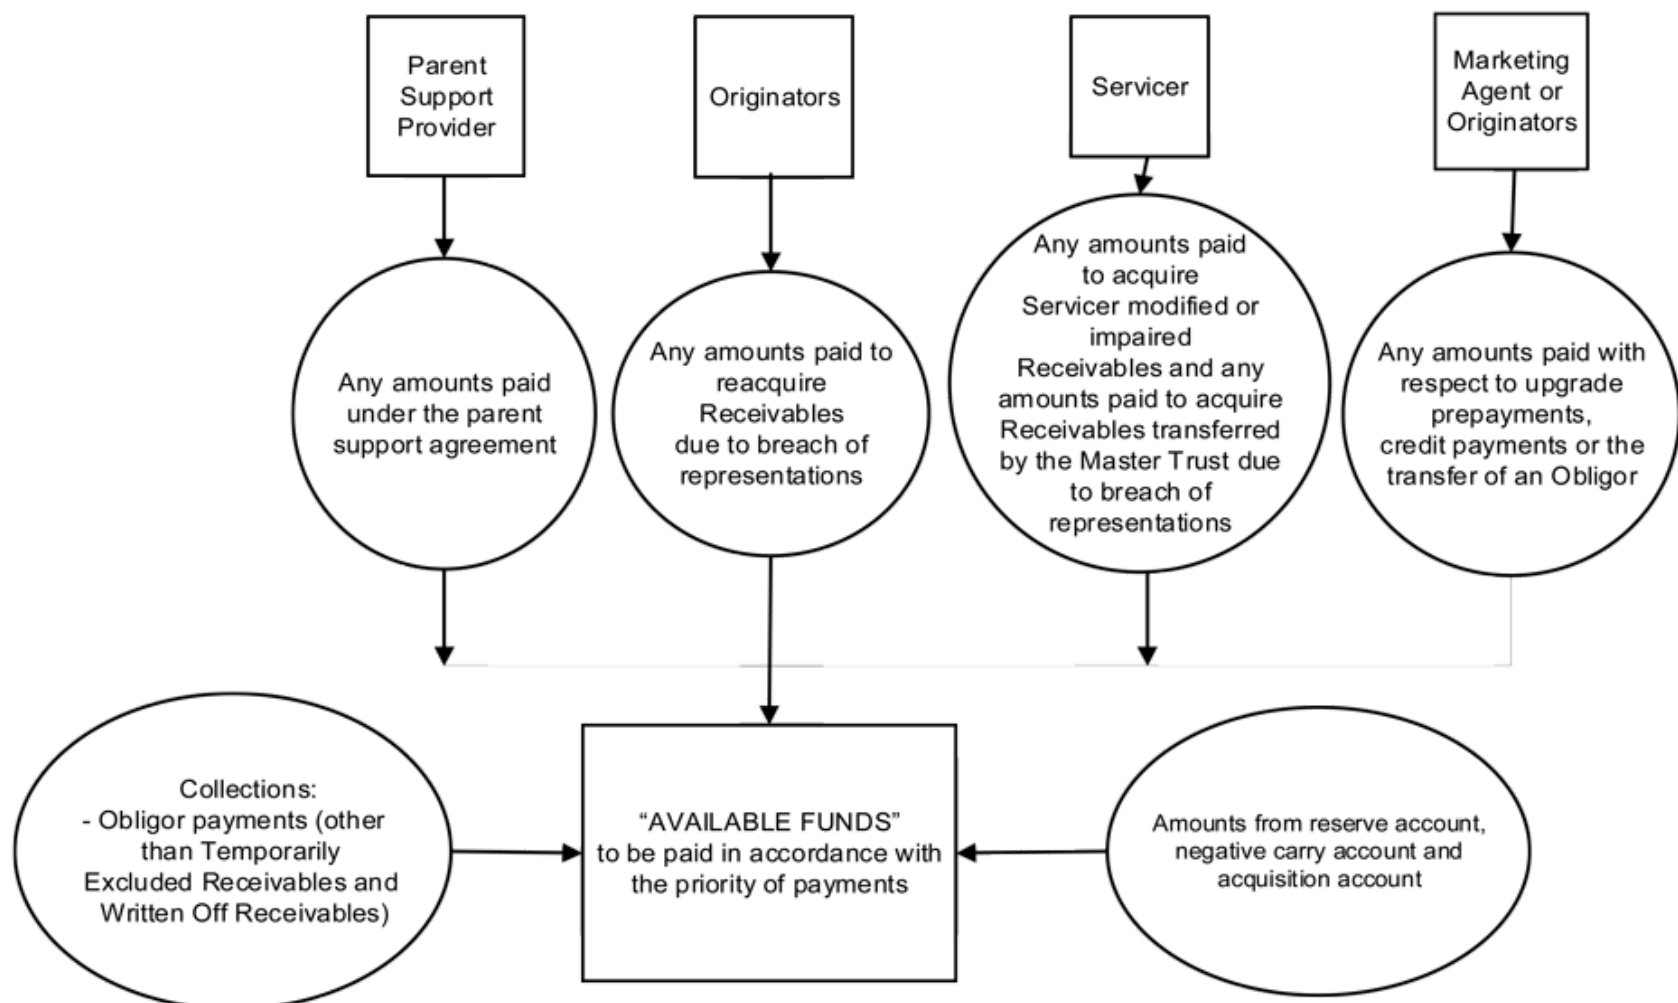 Parent
Support
Provider
Originators
Servicer
Marketing
Agent or
Originators
Any amounts paid
under the parent
support agreement
Any amounts paid to
reacquire
Receivables
due to breach of
representations
Any amounts paid
to acquire
Servicer modified or
impaired
Receivables and any
amounts paid to acquire
Receivables transferred
by the Master Trust due
to breach of
representations
Any amounts paid with
respect to upgrade
prepayments,
credit payments or the
transfer of an Obligor
Collections:
- Obligor payments (other
than Temporarily
Excluded Receivables and
Written Off Receivables)
“AVAILABLE FUNDS”
to be paid in accordance with
the priority of payments
Amounts from reserve account,
negative carry account and
acquisition account